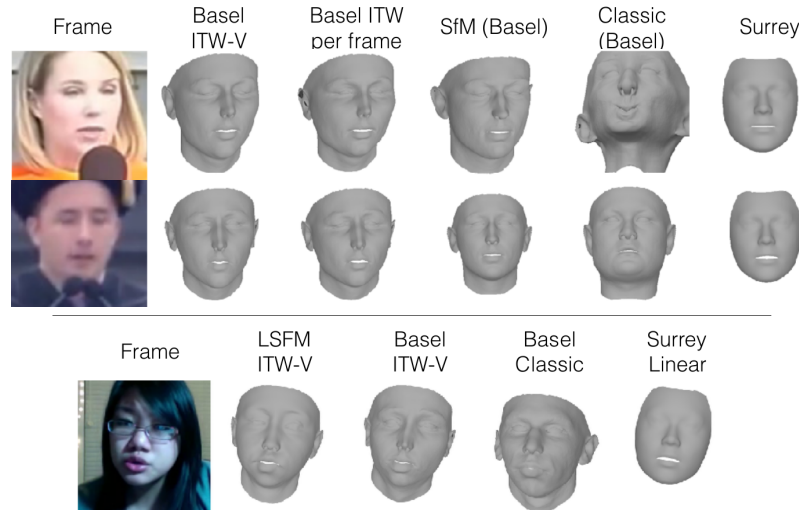 Frame
Basel
ITW-V
Basel ITW
per frame
SfM (Basel)
Classic
(Basel)
Surrey
Frame
LSFM
ITW-V
Basel
ITW-V
Basel
Classic
Surrey
Linear